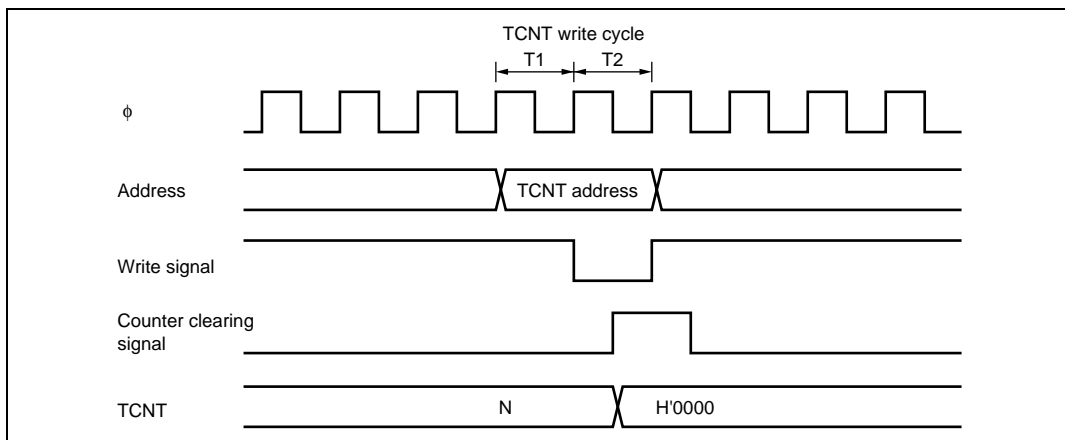 TCNT write cycle
T1 T2
ϕ
Address
TCNT address
Write signal
Counter clearing
signal
TCNT
N
H'0000